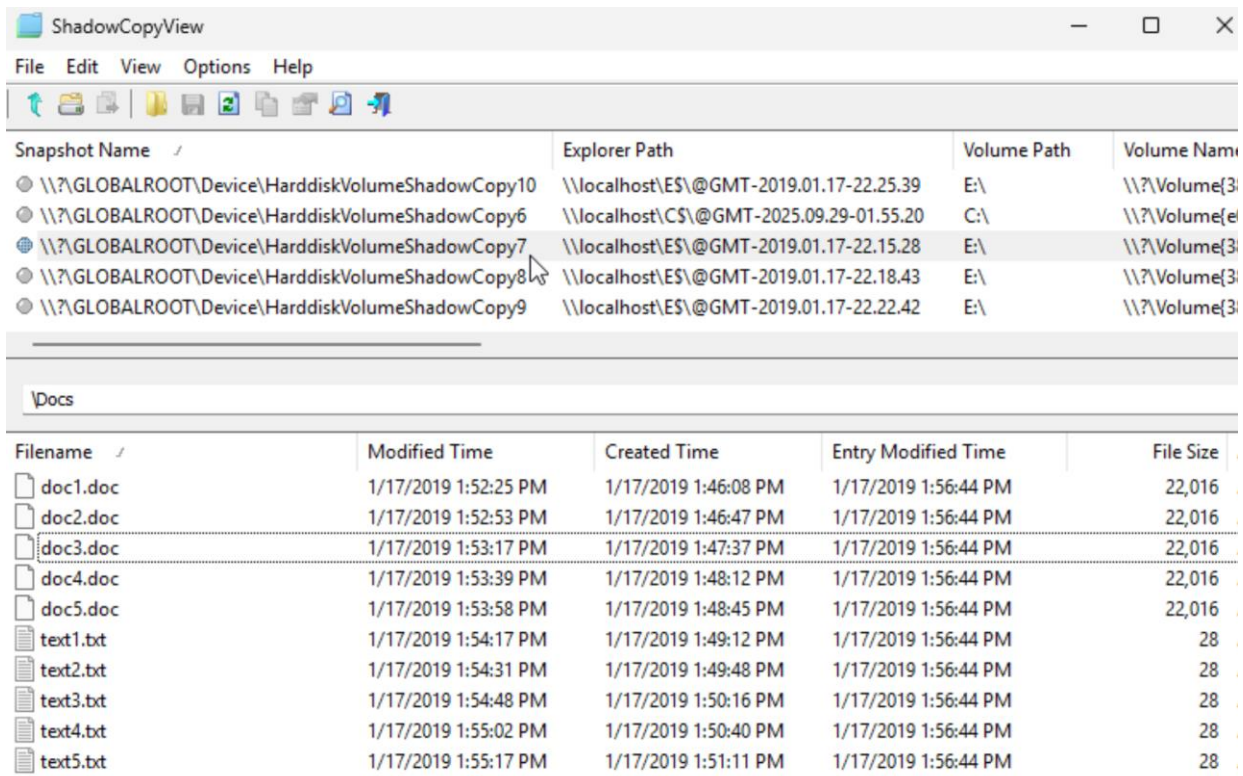 ShadowCopyView
File Edit View Options Help
Snapshot Name Explorer Path Volume Path Volume Name
\\?\GLOBALROOT\Device\HarddiskVolumeShadowCopy10 \\localhost\E$\@GMT-2019.01.17-22.25.39 E:\ \\?\Volume{38
\\?\GLOBALROOT\Device\HarddiskVolumeShadowCopy6 \\localhost\C$\@GMT-2025.09.29-01.55.20 C:\ \\?\Volume{e0
\\?\GLOBALROOT\Device\HarddiskVolumeShadowCopy7 \\localhost\E$\@GMT-2019.01.17-22.15.28 E:\ \\?\Volume{38
\\?\GLOBALROOT\Device\HarddiskVolumeShadowCopy8 \\localhost\E$\@GMT-2019.01.17-22.18.43 E:\ \\?\Volume{38
\\?\GLOBALROOT\Device\HarddiskVolumeShadowCopy9 \\localhost\E$\@GMT-2019.01.17-22.22.42 E:\ \\?\Volume{38
\Docs
Filename Modified Time Created Time Entry Modified Time File Size
doc1.doc 1/17/2019 1:52:25 PM 1/17/2019 1:46:08 PM 1/17/2019 1:56:44 PM 22,016
doc2.doc 1/17/2019 1:52:53 PM 1/17/2019 1:46:47 PM 1/17/2019 1:56:44 PM 22,016
doc3.doc 1/17/2019 1:53:17 PM 1/17/2019 1:47:37 PM 1/17/2019 1:56:44 PM 22,016
doc4.doc 1/17/2019 1:53:39 PM 1/17/2019 1:48:12 PM 1/17/2019 1:56:44 PM 22,016
doc5.doc 1/17/2019 1:53:58 PM 1/17/2019 1:48:45 PM 1/17/2019 1:56:44 PM 22,016
text1.txt 1/17/2019 1:54:17 PM 1/17/2019 1:49:12 PM 1/17/2019 1:56:44 PM 28
text2.txt 1/17/2019 1:54:31 PM 1/17/2019 1:49:48 PM 1/17/2019 1:56:44 PM 28
text3.txt 1/17/2019 1:54:48 PM 1/17/2019 1:50:16 PM 1/17/2019 1:56:44 PM 28
text4.txt 1/17/2019 1:55:02 PM 1/17/2019 1:50:40 PM 1/17/2019 1:56:44 PM 28
text5.txt 1/17/2019 1:55:17 PM 1/17/2019 1:51:11 PM 1/17/2019 1:56:44 PM 28